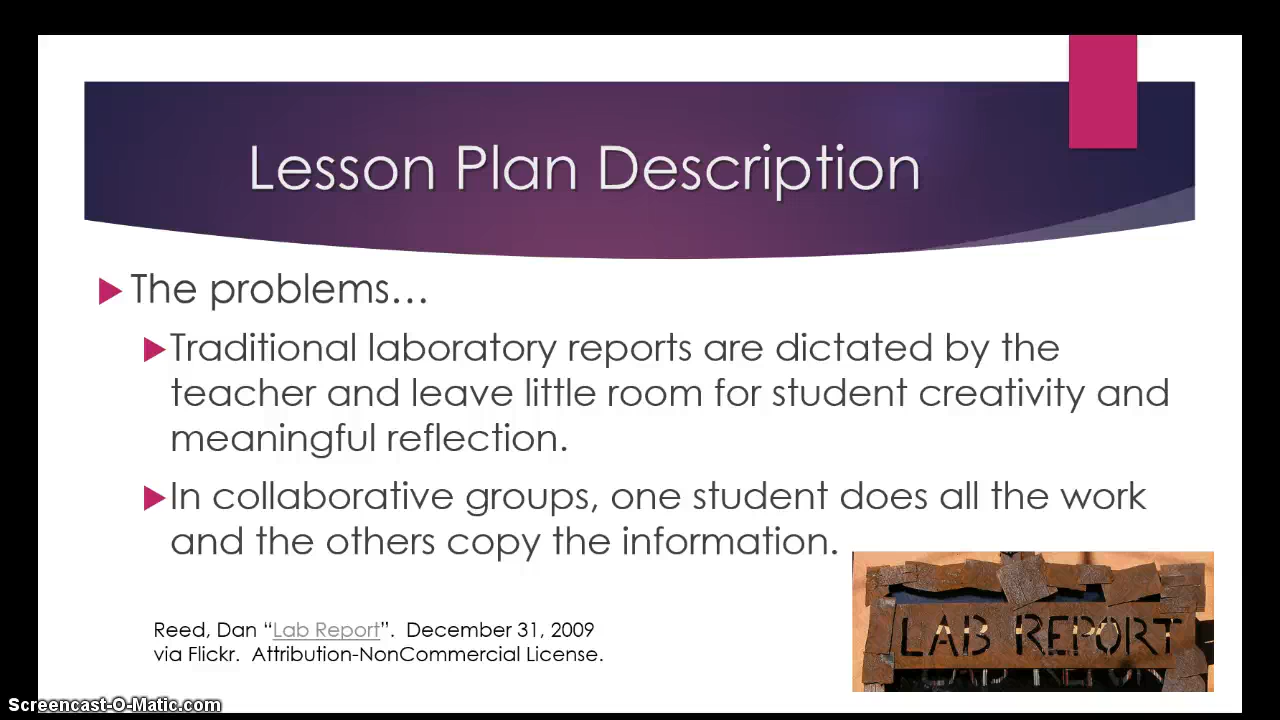 Lesson Plan Description
The problems…
Traditional laboratory reports are dictated by the
teacher and leave little room for student creativity and
meaningful reflection.
In collaborative groups, one student does all the work
and the others copy the information.
LAB REPORT
Reed, Dan “Lab Report”. December 31, 2009
via Flickr. Attribution-NonCommercial License.
Screencast-O-Matic.com